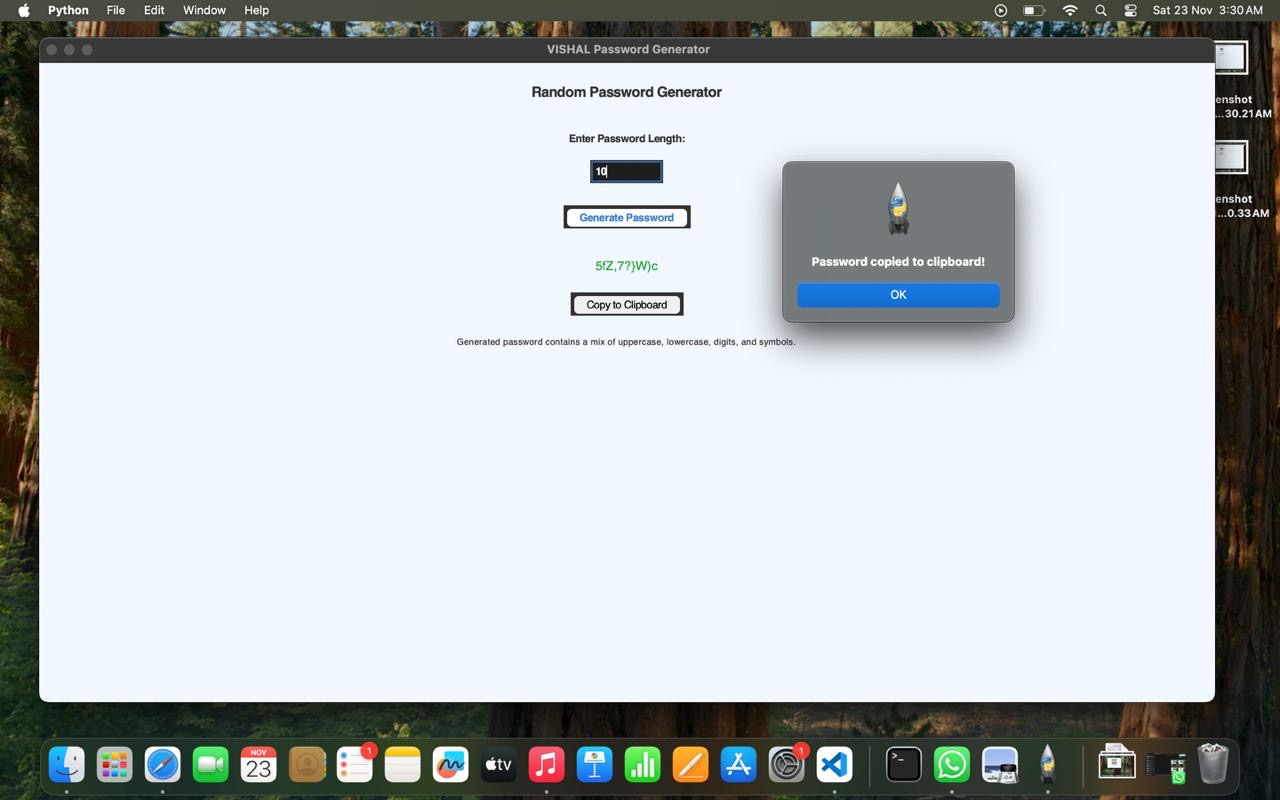 Python File Edit Window Help
Sat 23 Nov 3:30 AM
VISHAL Password Generator
Random Password Generator
Enter Password Length:
10
Generate Password
5fZ,7?}W)c
Copy to Clipboard
Generated password contains a mix of uppercase, lowercase, digits, and symbols.
Password copied to clipboard!
OK
enshot
...30.21 AM
enshot
...0.33 AM
NOV
23
1
tv
1
>_